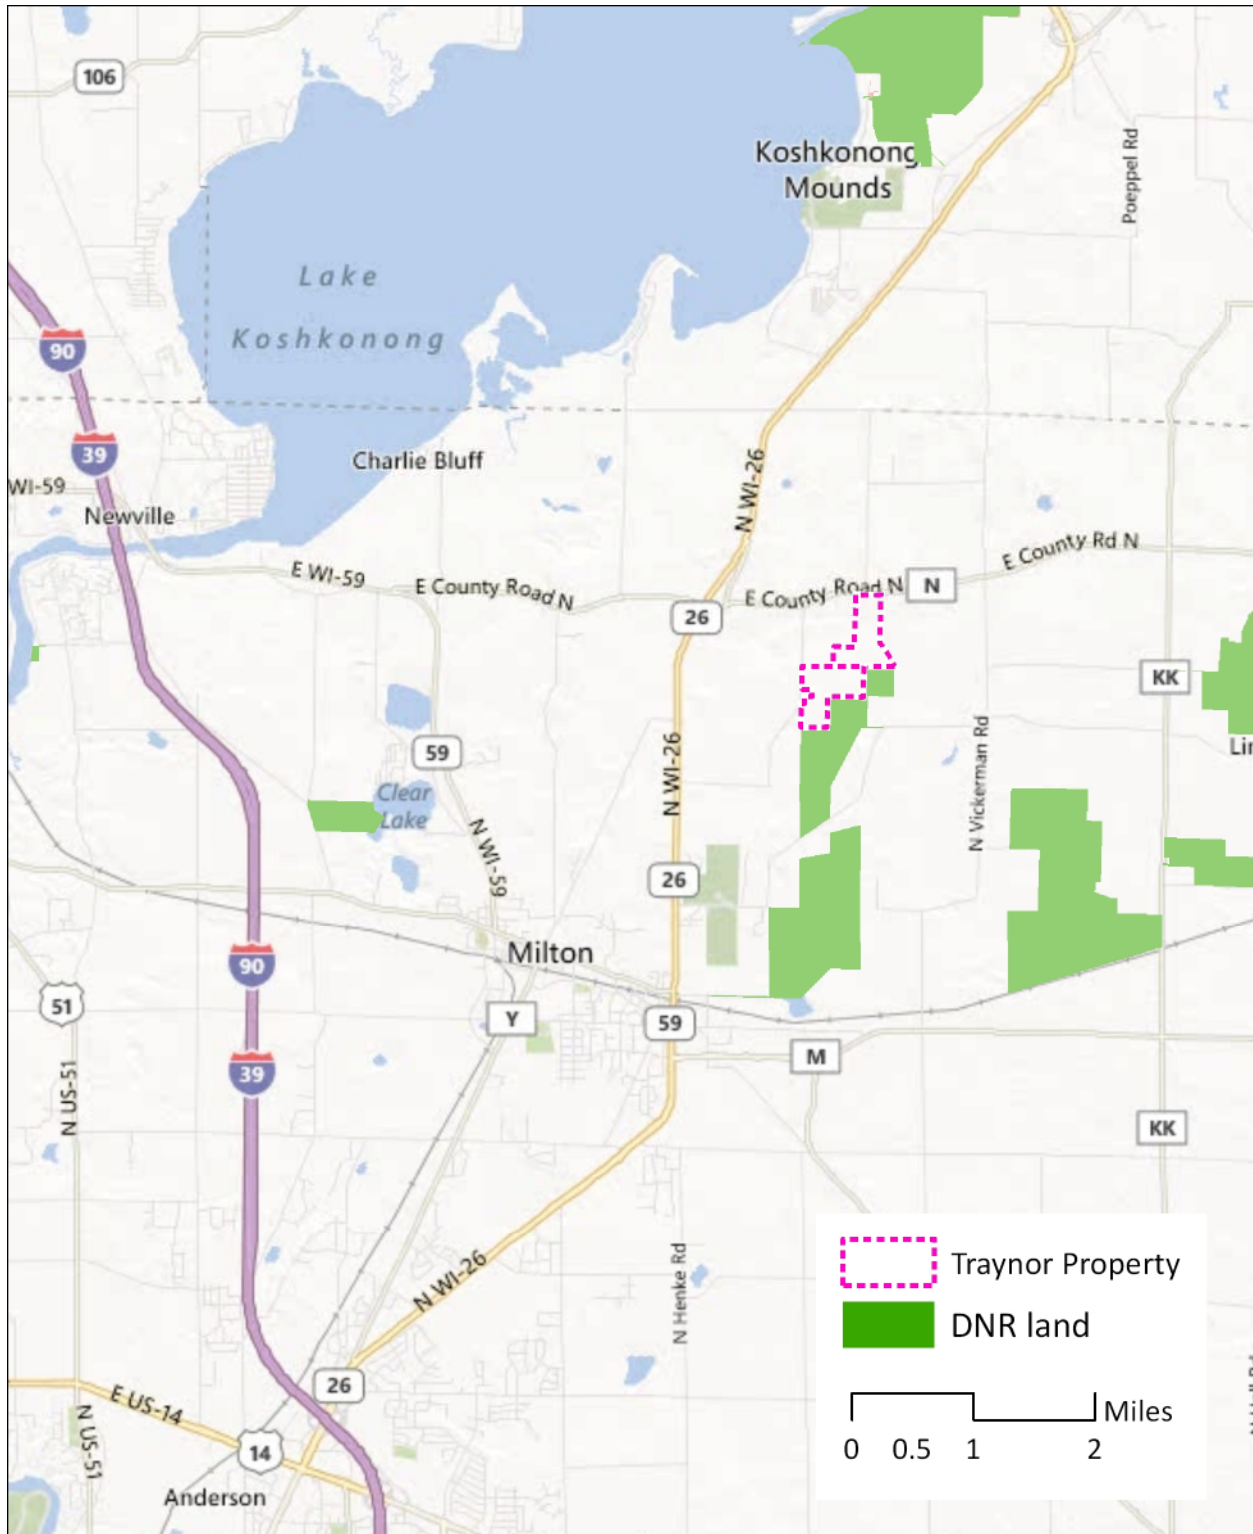 106
Koshkonong
Mounds
Poeppel Rd
Lake
Koshkonong
90
39
WI-59
Newville
Charlie Bluff
N WI-26
E WI-59
E County Road N
26
E County Road N
N
E County Rd N
KK
59
N WI-26
Clear
Lake
N WI-59
N Vickerman Rd
26
Milton
90
51
Y
59
M
39
N US-51
KK
N WI-26
N Henke Rd
Traynor Property
DNR land
Miles
0 0.5 1 2
26
E US-14
N US-51
14
Anderson